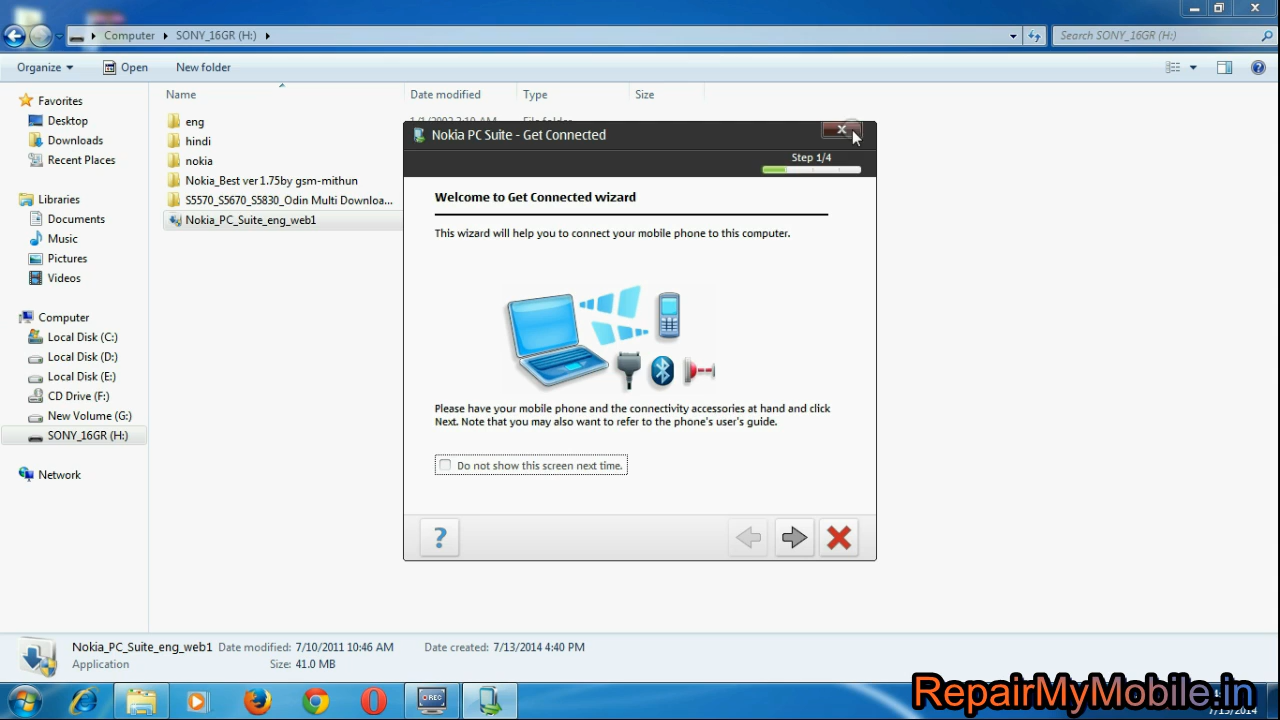 Computer
SONY_16GR (H:)
Search SONY_16GR (H:)
Organize
Open
New folder
Favorites
Desktop
Downloads
Recent Places
Libraries
Documents
Music
Pictures
Videos
Computer
Local Disk (C:)
Local Disk (D:)
Local Disk (E:)
CD Drive (F:)
New Volume (G:)
SONY_16GR (H:)
Network
Name
Date modified
Type
Size
eng
hindi
nokia
Nokia_Best ver1.75by gsm-mithun
S5570_S5670_S5830_Odin Multi Downloa...
Nokia_PC_Suite_eng_web1
Nokia PC Suite - Get Connected
Step 1/4
Welcome to Get Connected wizard
This wizard will help you to connect your mobile phone to this computer.
Please have your mobile phone and the connectivity accessories at hand and click
Next. Note that you may also want to refer to the phone's user's guide.
Do not show this screen next time.
Nokia_PC_Suite_eng_web1 Date modified: 7/10/2011 10:46 AM Date created: 7/13/2014 4:40 PM
Application Size: 41.0 MB
REC
RepairMyMobile.in
7/13/2014